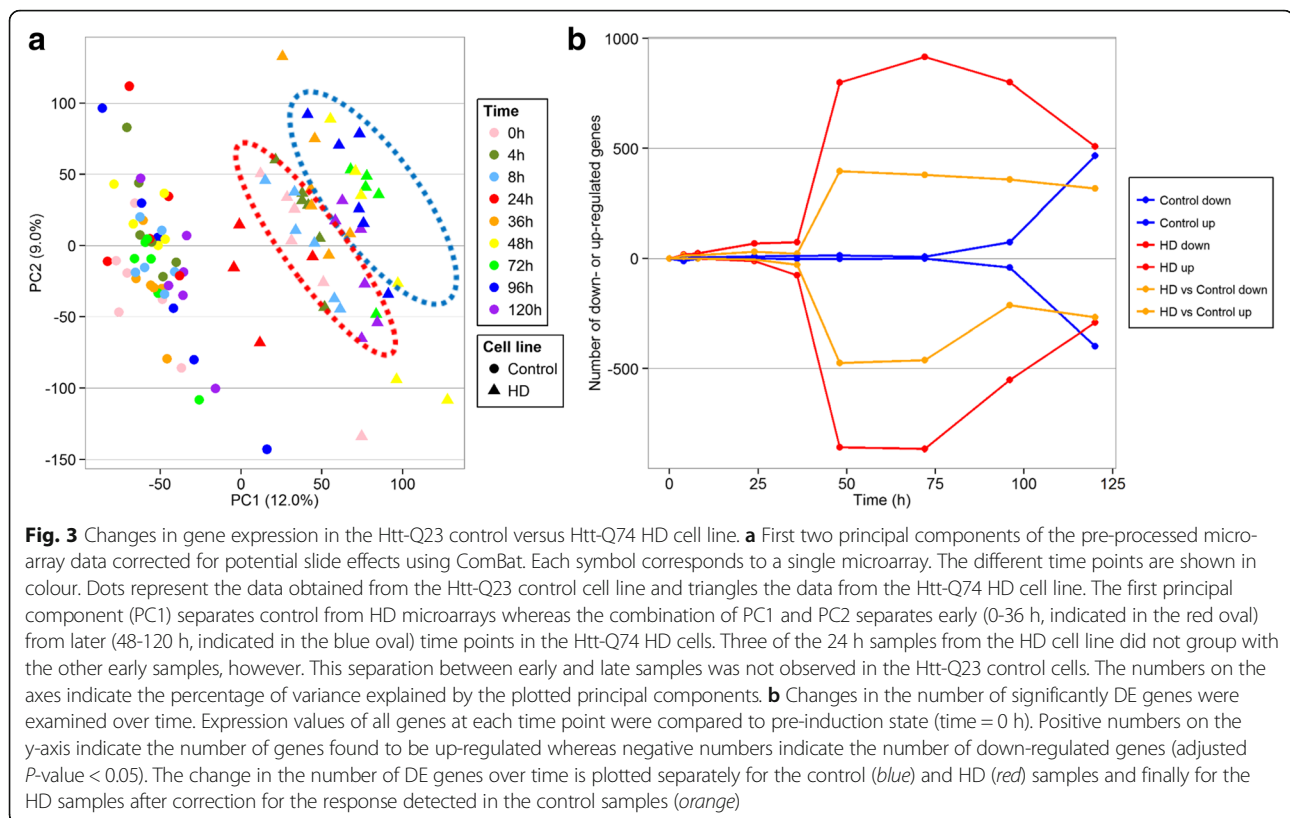 a
PC2 (9.0%)
100
50
0
-50
-100
-150
-50
0
50
100
PC1 (12.0%)
Time
0h
4h
8h
24h
36h
48h
72h
96h
120h
Cell line
Control
HD
b
Number of down- or up-regulated genes
1000
500
0
-500
0
25
50
75
100
125
Time (h)
Control down
Control up
HD down
HD up
HD vs Control down
HD vs Control up
Fig. 3 Changes in gene expression in the Htt-Q23 control versus Htt-Q74 HD cell line. a First two principal components of the pre-processed micro-
array data corrected for potential slide effects using ComBat. Each symbol corresponds to a single microarray. The different time points are shown in
colour. Dots represent the data obtained from the Htt-Q23 control cell line and triangles the data from the Htt-Q74 HD cell line. The first principal
component (PC1) separates control from HD microarrays whereas the combination of PC1 and PC2 separates early (0-36 h, indicated in the red oval)
from later (48-120 h, indicated in the blue oval) time points in the Htt-Q74 HD cells. Three of the 24 h samples from the HD cell line did not group with
the other early samples, however. This separation between early and late samples was not observed in the Htt-Q23 control cells. The numbers on the
axes indicate the percentage of variance explained by the plotted principal components. b Changes in the number of significantly DE genes were
examined over time. Expression values of all genes at each time point were compared to pre-induction state (time = 0 h). Positive numbers on the
y-axis indicate the number of genes found to be up-regulated whereas negative numbers indicate the number of down-regulated genes (adjusted
P-value < 0.05). The change in the number of DE genes over time is plotted separately for the control (blue) and HD (red) samples and finally for the
HD samples after correction for the response detected in the control samples (orange)